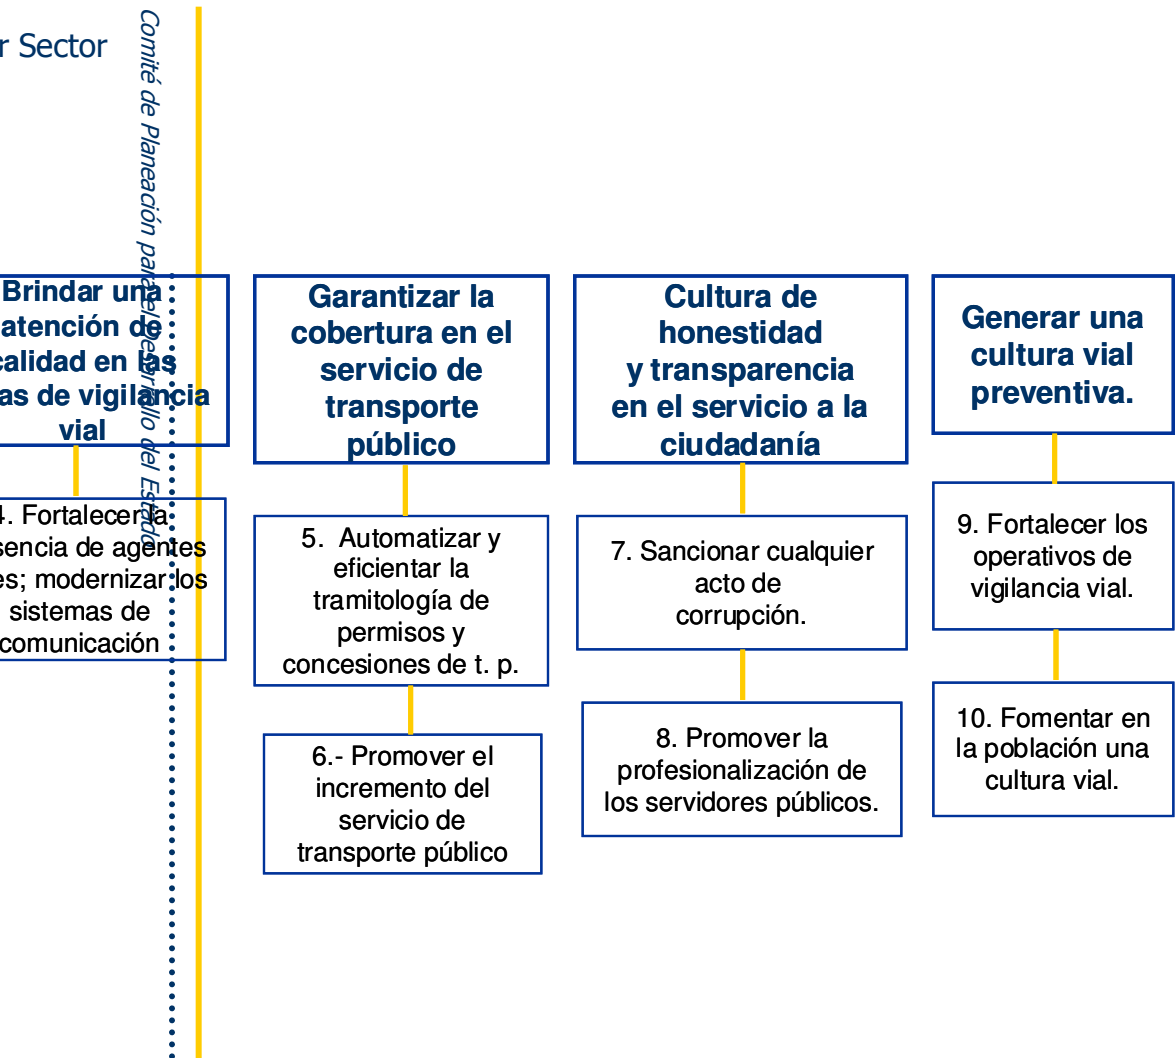 r Sector
Comité de Planeación para el Desarrollo del Estado
Brindar una
atención de
calidad en las
as de vigilancia
vial
4. Fortalecer la
sencia de agentes
es; modernizar los
sistemas de
comunicación
Garantizar la
cobertura en el
servicio de
transporte
público
5. Automatizar y
eficientar la
tramitología de
permisos y
concesiones de t. p.
6.- Promover el
incremento del
servicio de
transporte público
Cultura de
honestidad
y transparencia
en el servicio a la
ciudadanía
7. Sancionar cualquier
acto de
corrupción.
8. Promover la
profesionalización de
los servidores públicos.
Generar una
cultura vial
preventiva.
9. Fortalecer los
operativos de
vigilancia vial.
10. Fomentar en
la población una
cultura vial.